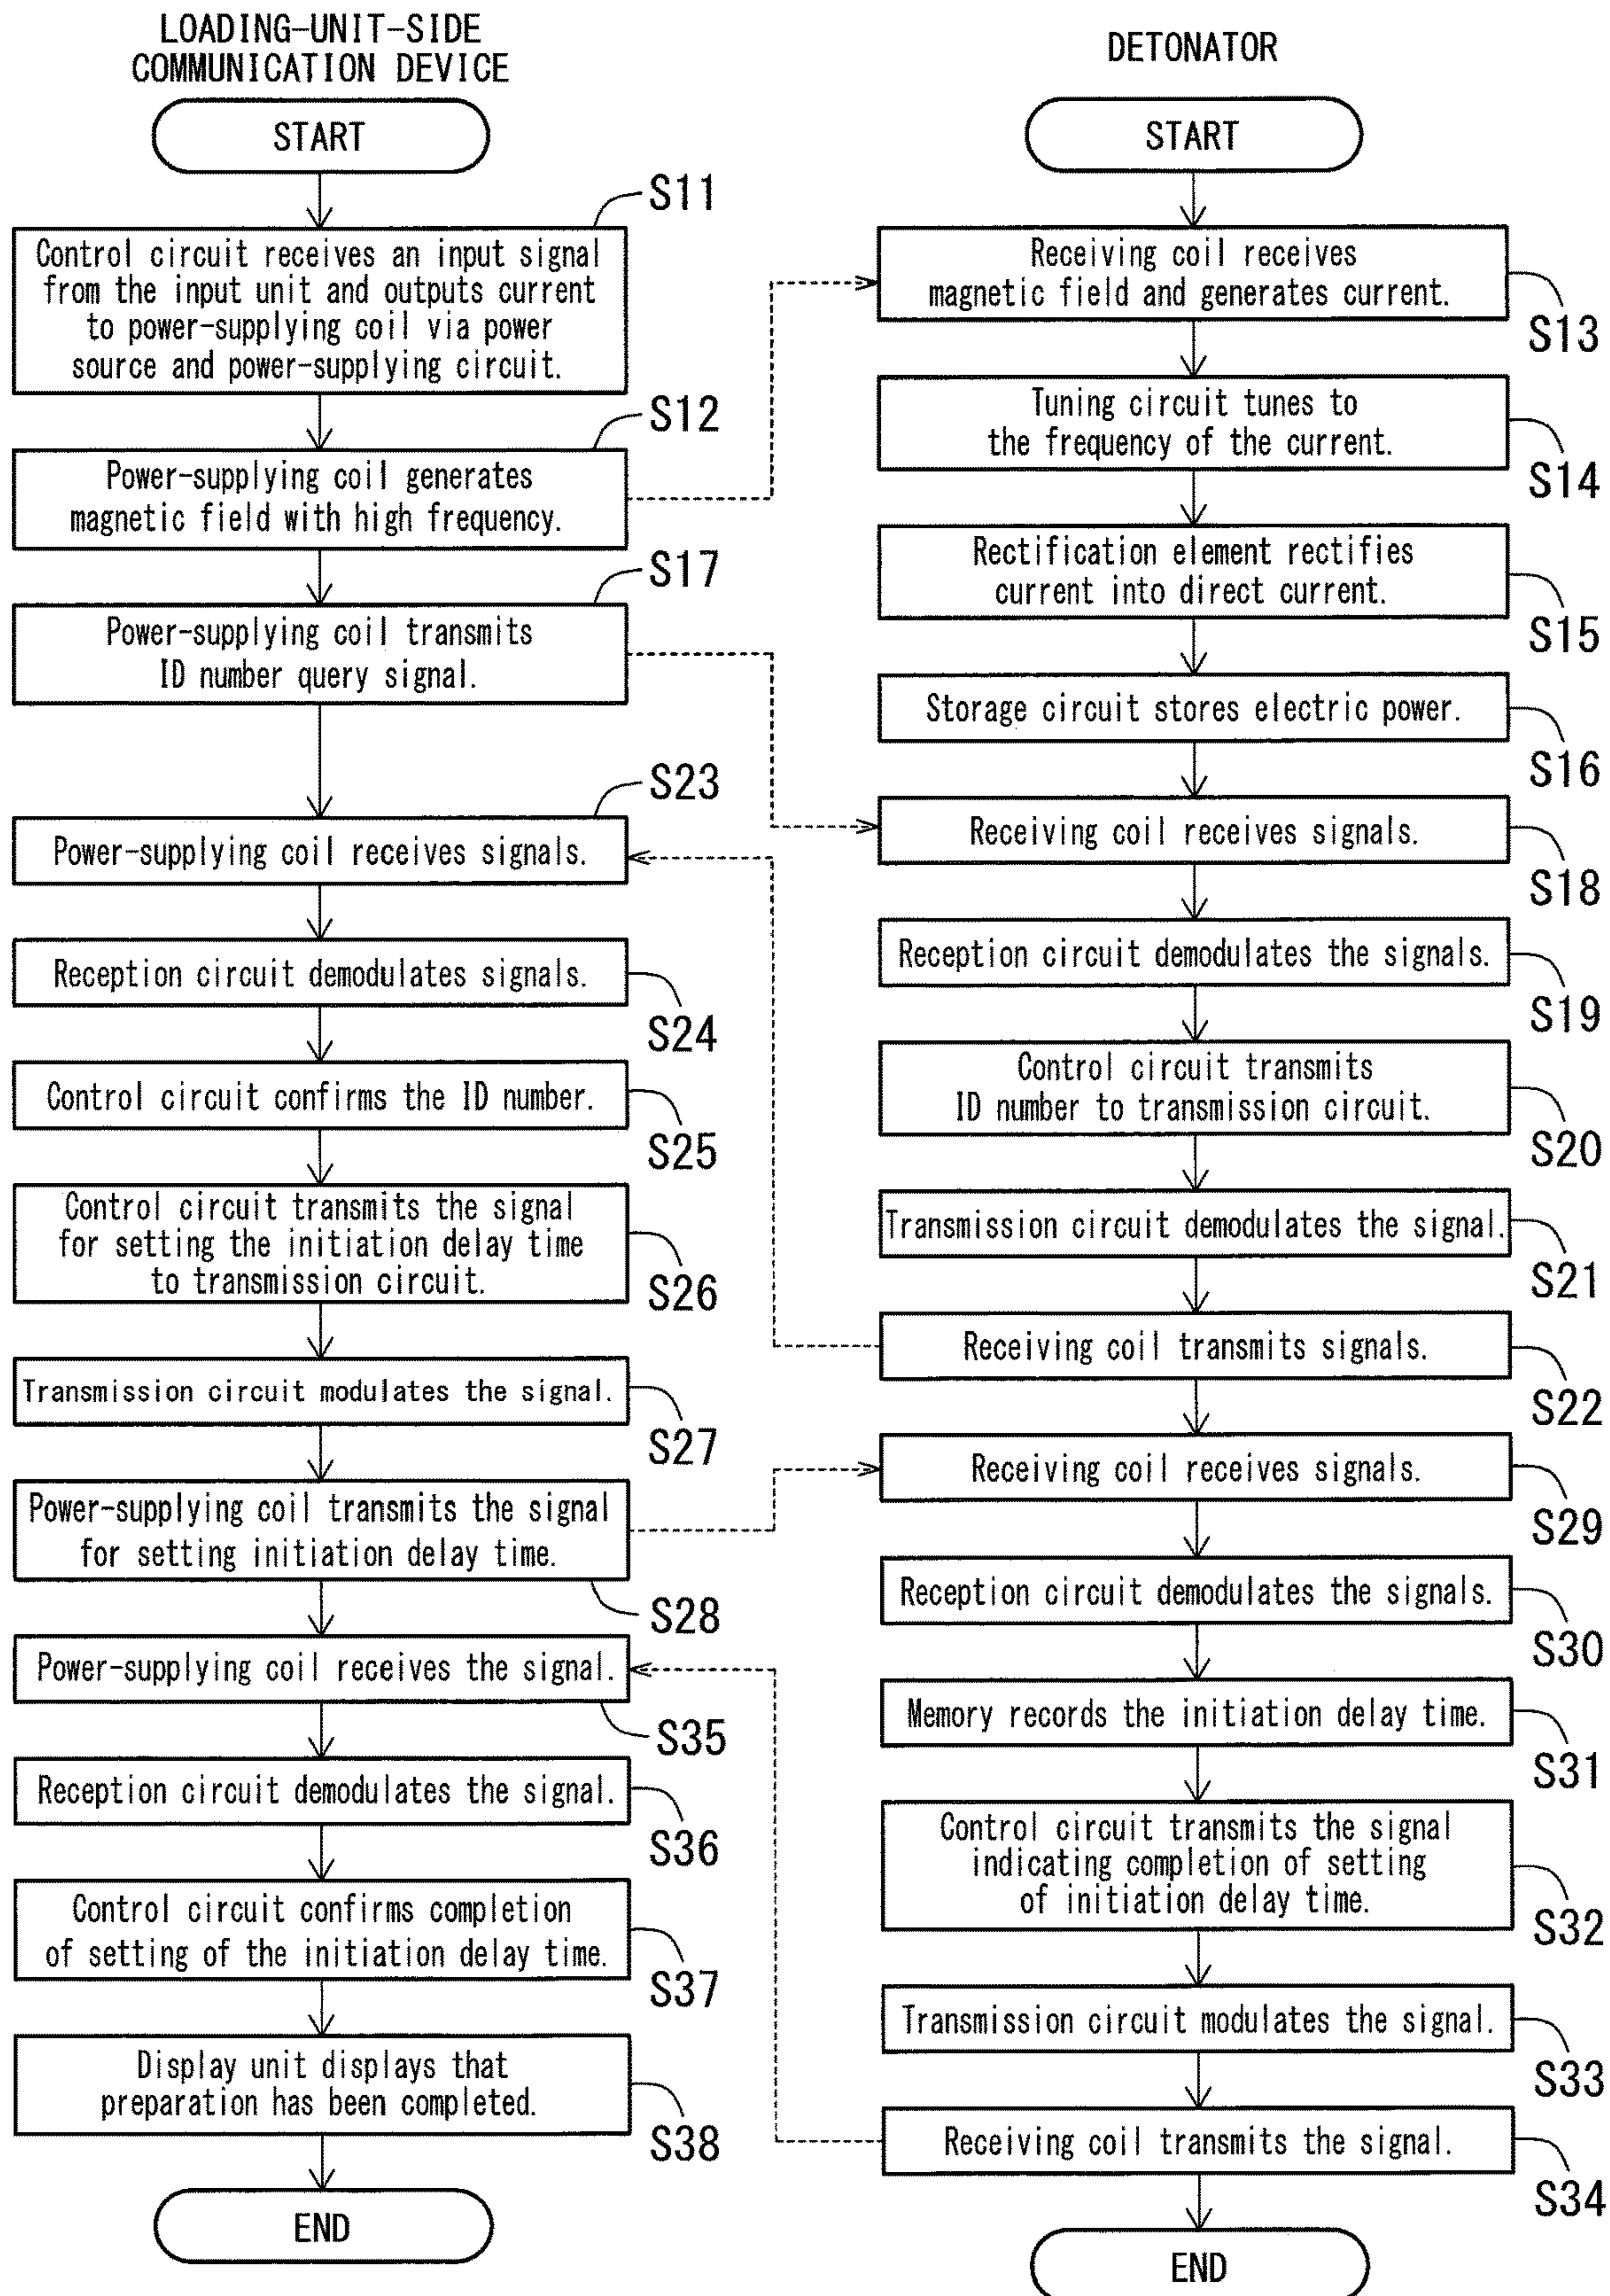 LOADING-UNIT-SIDE
COMMUNICATION DEVICE
START
S11
Control circuit receives an input signal
from the input unit and outputs current
to power-supplying coil via power
source and power-supplying circuit.
S12
Power-supplying coil generates
magnetic field with high frequency.
S17
Power-supplying coil transmits
ID number query signal.
S23
Power-supplying coil receives signals.
Reception circuit demodulates signals.
S24
Control circuit confirms the ID number.
S25
Control circuit transmits the signal
for setting the initiation delay time
to transmission circuit.
S26
Transmission circuit modulates the signal.
S27
Power-supplying coil transmits the signal
for setting initiation delay time.
S28
Power-supplying coil receives the signal.
S35
Reception circuit demodulates the signal.
S36
Control circuit confirms completion
of setting of the initiation delay time.
S37
Display unit displays that
preparation has been completed.
S38
END
DETONATOR
START
Receiving coil receives
magnetic field and generates current.
S13
Tuning circuit tunes to
the frequency of the current.
S14
Rectification element rectifies
current into direct current.
S15
Storage circuit stores electric power.
S16
Receiving coil receives signals.
S18
Reception circuit demodulates the signals.
S19
Control circuit transmits
ID number to transmission circuit.
S20
Transmission circuit demodulates the signal.
S21
Receiving coil transmits signals.
S22
Receiving coil receives signals.
S29
Reception circuit demodulates the signals.
S30
Memory records the initiation delay time.
S31
Control circuit transmits the signal
indicating completion of setting
of initiation delay time.
S32
Transmission circuit modulates the signal.
S33
Receiving coil transmits the signal.
S34
END